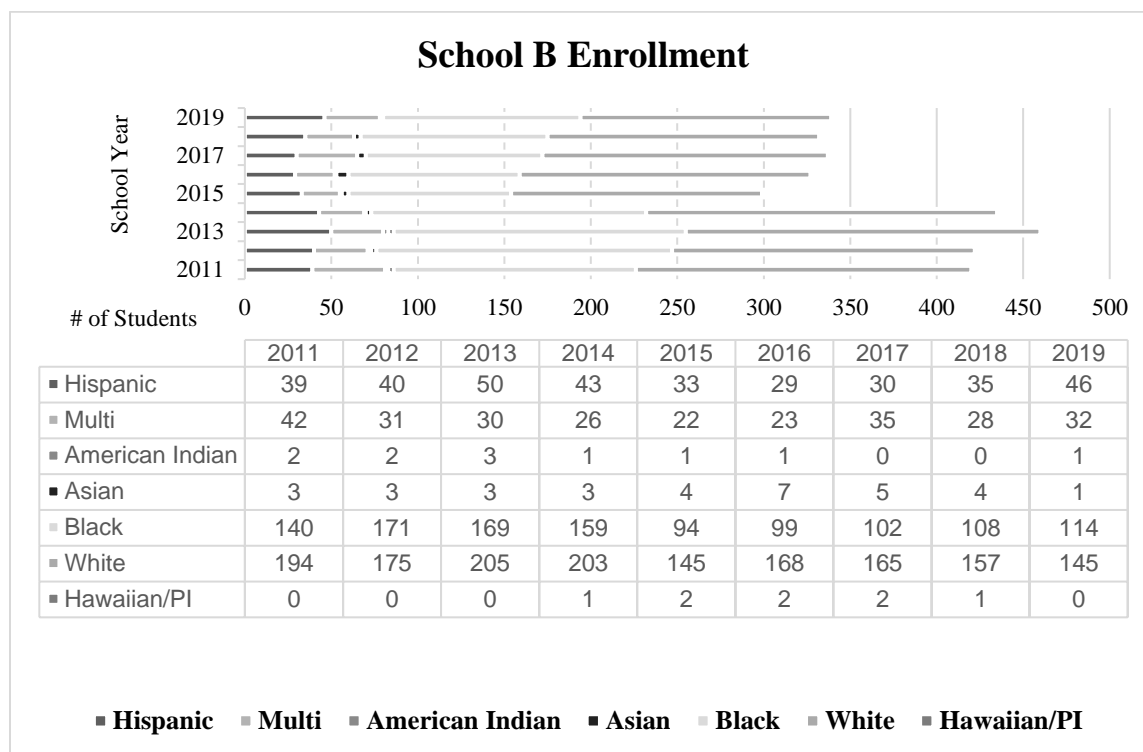 School B Enrollment
School Year
2019
2017
2015
2013
2011
# of Students
0 50 100 150 200 250 300 350 400 450 500
2011 2012 2013 2014 2015 2016 2017 2018 2019
Hispanic 39 40 50 43 33 29 30 35 46
Multi 42 31 30 26 22 23 35 28 32
American Indian 2 2 3 1 1 1 0 0 1
Asian 3 3 3 3 4 7 5 4 1
Black 140 171 169 159 94 99 102 108 114
White 194 175 205 203 145 168 165 157 145
Hawaiian/PI 0 0 0 1 2 2 2 1 0
Hispanic Multi American Indian Asian Black White Hawaiian/PI